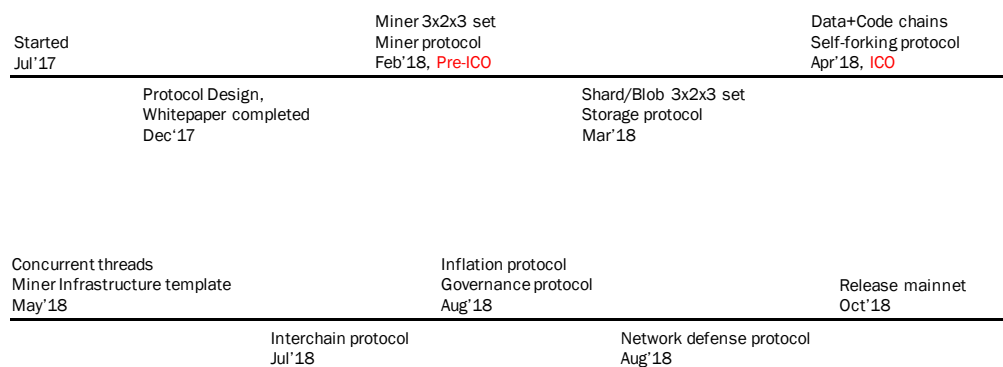 Started
Jul'17
Miner 3x2x3 set
Miner protocol
Feb'18, Pre-ICO
Data+Code chains
Self-forking protocol
Apr'18, ICO
Protocol Design,
Whitepaper completed
Dec‘17
Shard/Blob 3x2x3 set
Storage protocol
Mar'18
Concurrent threads
Miner Infrastructure template
May'18
Inflation protocol
Governance protocol
Aug'18
Release mainnet
Oct'18
Interchain protocol
Jul'18
Network defense protocol
Aug'18